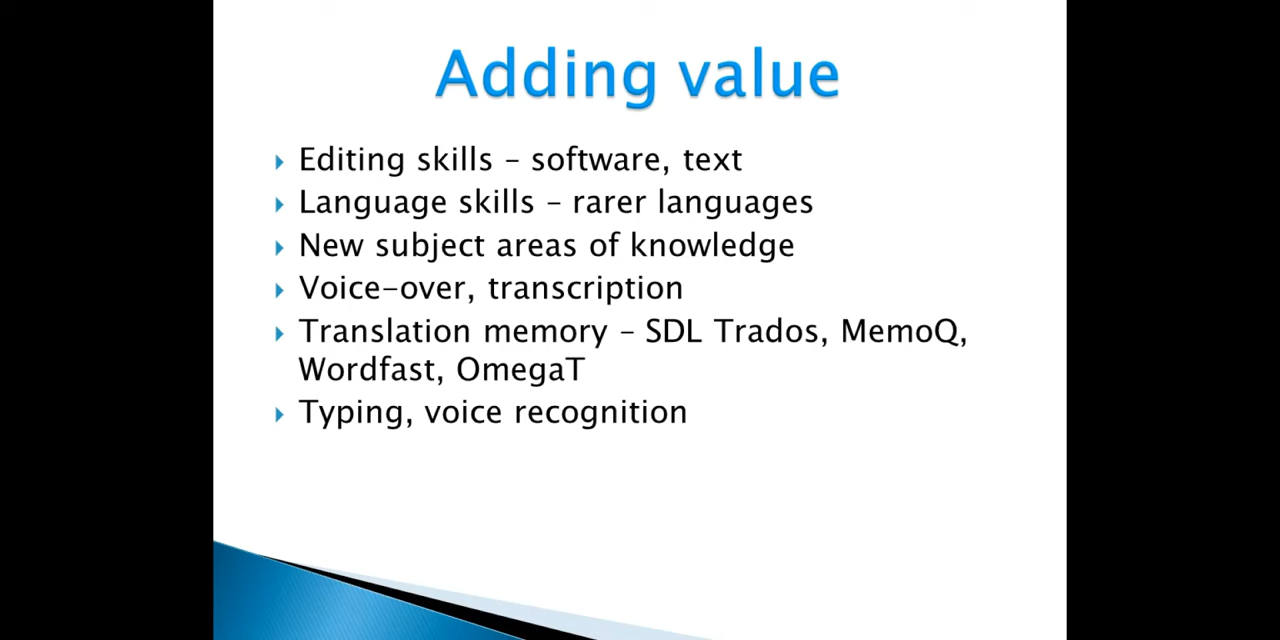 Adding value
Editing skills – software, text
Language skills – rarer languages
New subject areas of knowledge
Voice-over, transcription
Translation memory – SDL Trados, MemoQ,
Wordfast, OmegaT
Typing, voice recognition